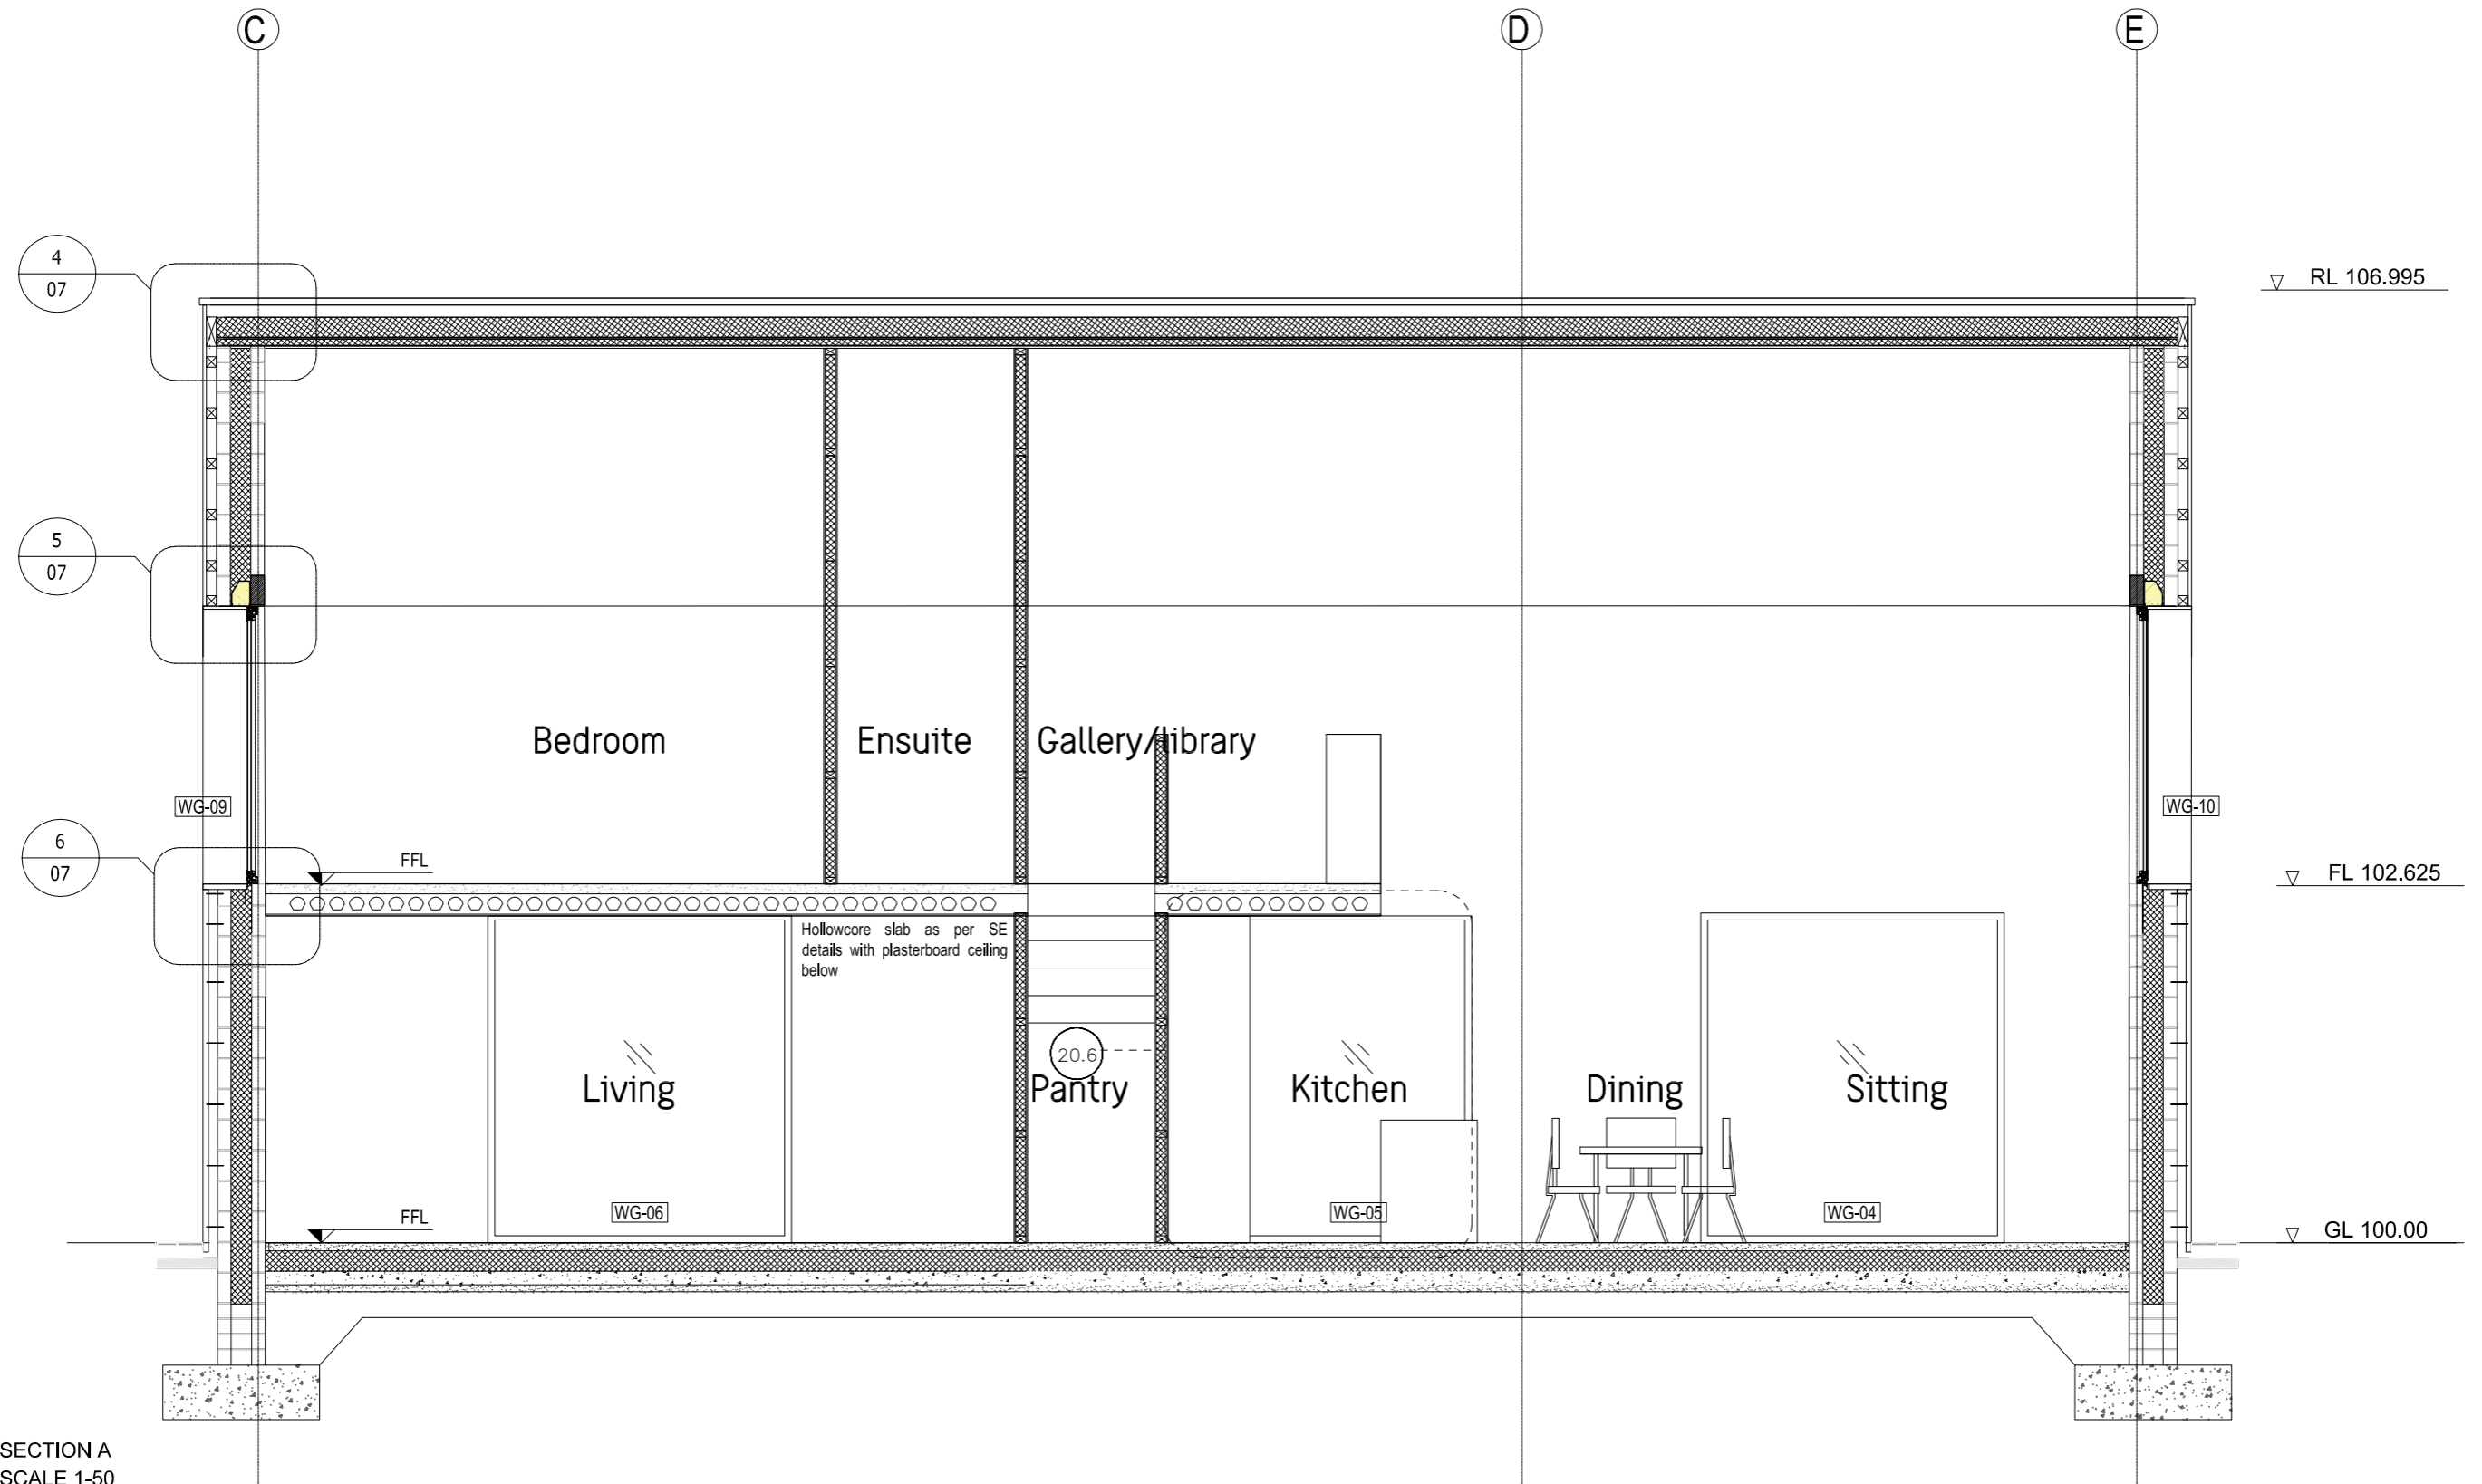 C
D
E
4
07
RL 106.995
5
07
Bedroom
Ensuite
Gallery/library
WG-09
WG-10
6
07
FFL
FL 102.625
Hollowcore slab as per SE
details with plasterboard ceiling
below
20.6
Living
Pantry
Kitchen
Dining
Sitting
WG-06
WG-05
WG-04
FFL
GL 100.00
SECTION A
SCALE 1-50